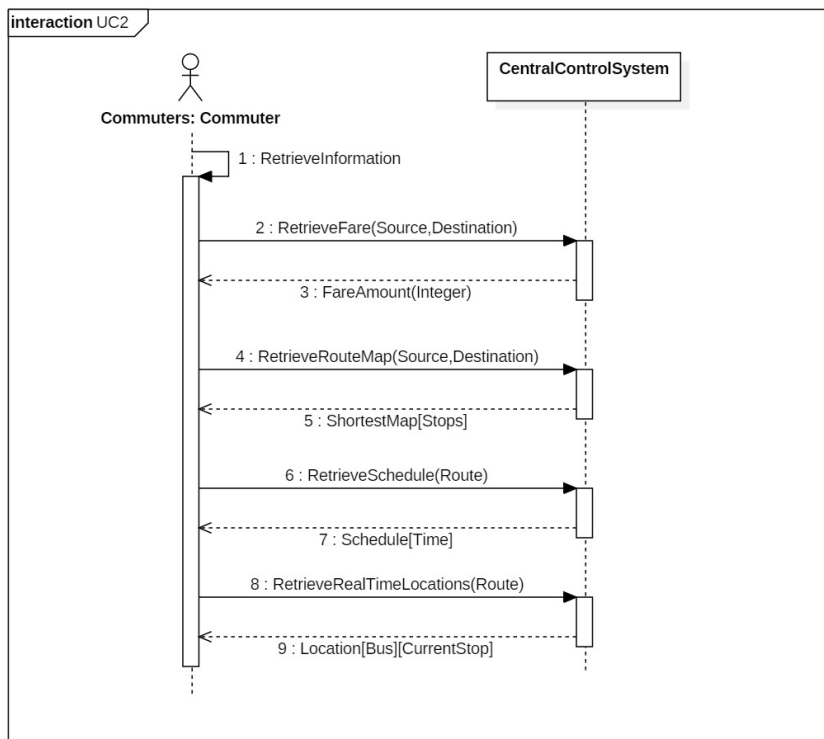 interaction UC2
CentralControlSystem
Commuters: Commuter
1 : RetrieveInformation
2 : RetrieveFare(Source,Destination)
3 : FareAmount(Integer)
4 : RetrieveRouteMap(Source,Destination)
5 : ShortestMap[Stops]
6 : RetrieveSchedule(Route)
7 : Schedule[Time]
8 : RetrieveRealTimeLocations(Route)
9 : Location[Bus][CurrentStop]